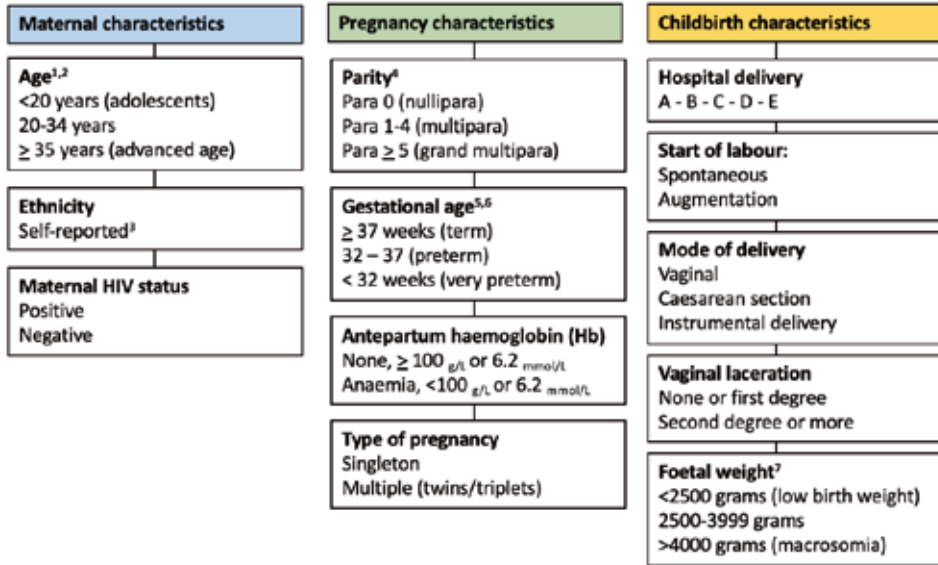 Maternal characteristics
Age¹,²
<20 years (adolescents)
20-34 years
≥ 35 years (advanced age)
Ethnicity
Self-reported³
Maternal HIV status
Positive
Negative
Pregnancy characteristics
Parity⁴
Para 0 (nullipara)
Para 1-4 (multipara)
Para ≥ 5 (grand multipara)
Gestational age⁵,⁶
≥ 37 weeks (term)
32 – 37 (preterm)
< 32 weeks (very preterm)
Antepartum haemoglobin (Hb)
None, ≥ 100 g/L or 6.2 mmol/L
Anaemia, <100 g/L or 6.2 mmol/L
Type of pregnancy
Singleton
Multiple (twins/triplets)
Childbirth characteristics
Hospital delivery
A - B - C - D - E
Start of labour:
Spontaneous
Augmentation
Mode of delivery
Vaginal
Caesarean section
Instrumental delivery
Vaginal laceration
None or first degree
Second degree or more
Foetal weight⁷
<2500 grams (low birth weight)
2500-3999 grams
>4000 grams (macrosomia)